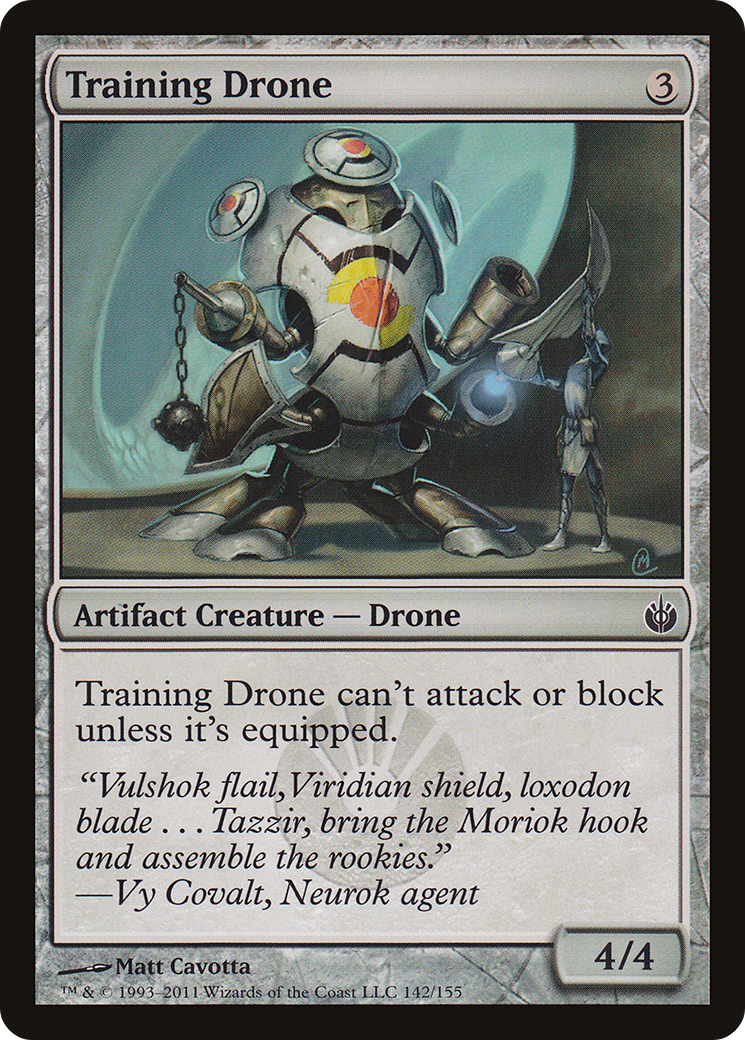 Training Drone 3
Artifact Creature — Drone
Training Drone can't attack or block
unless it's equipped.
“Vulshok flail, Viridian shield, loxodon
blade . . . Tazzir, bring the Moriok hook
and assemble the rookies.”
—Vy Covalt, Neurok agent
4/4
Matt Cavotta
™ & © 1993–2011 Wizards of the Coast LLC 142/155